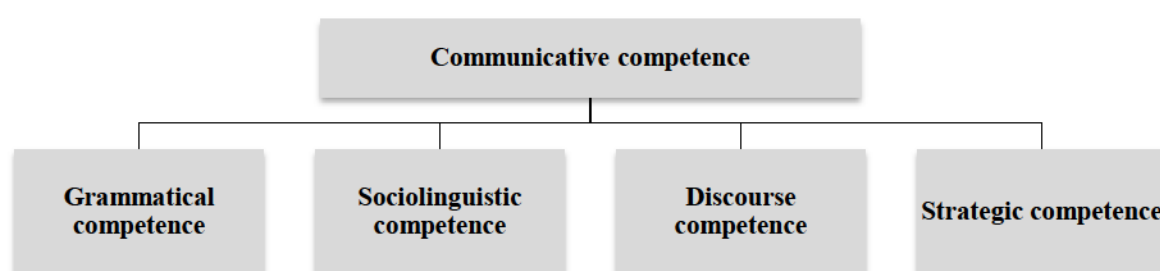 Communicative competence
Grammatical
competence
Sociolinguistic
competence
Discourse
competence
Strategic competence